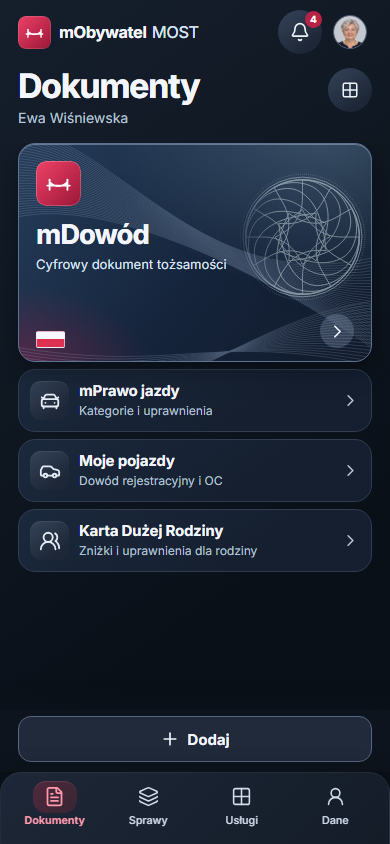 mObywatel MOST
4
Dokumenty
Ewa Wiśniewska
mDowód
Cyfrowy dokument tożsamości
mPrawo jazdy
Kategorie i uprawnienia
Moje pojazdy
Dowód rejestracyjny i OC
Karta Dużej Rodziny
Zniżki i uprawnienia dla rodziny
Dodaj
Dokumenty Sprawy Usługi Dane